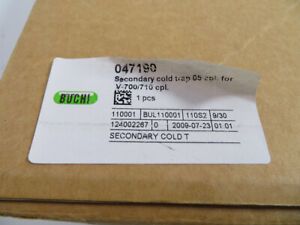 047190
Secondary cold trap 05 cpl. for
V-700/710 cpl.
BUCHI
1 pcs
110001 BUL110001 110S2 9/30
124002267 0 2009-07-23 01:01
SECONDARY COLD T